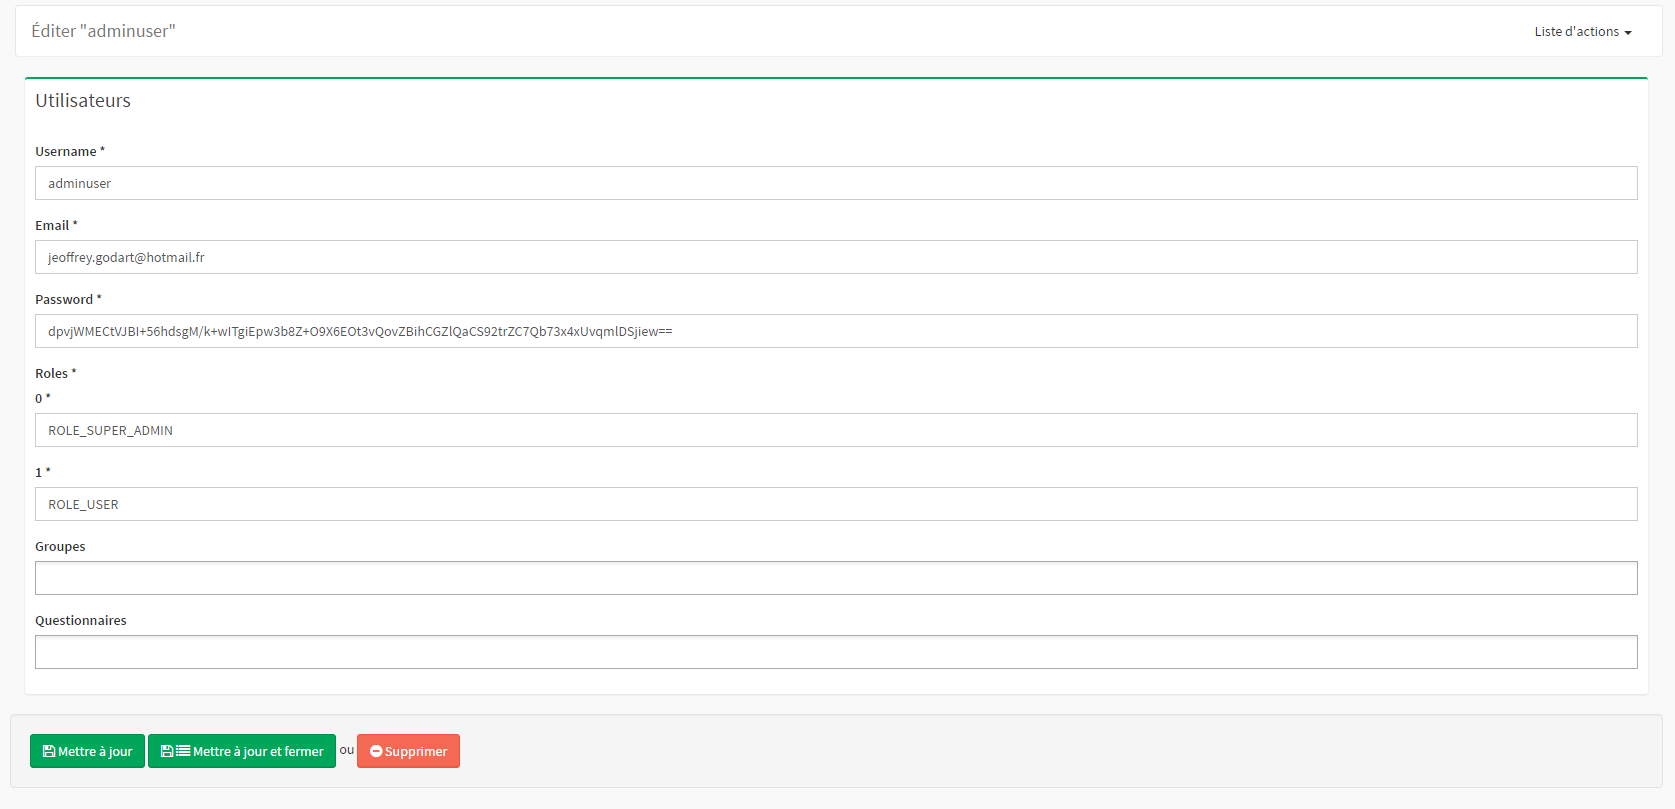 Éditer "adminuser"
Liste d'actions
Utilisateurs
Username *
adminuser
Email *
jeoffrey.godart@hotmail.fr
Password *
dpvjWMECtVJBI+56hdsgM/k+wITgiEpw3b8Z+O9X6EOt3vQovZBihCGZlQaCS92trZC7Qb73x4xUvqmlDSjiew==
Roles *
0 *
ROLE_SUPER_ADMIN
1 *
ROLE_USER
Groupes
Questionnaires
Mettre à jour Mettre à jour et fermer ou Supprimer